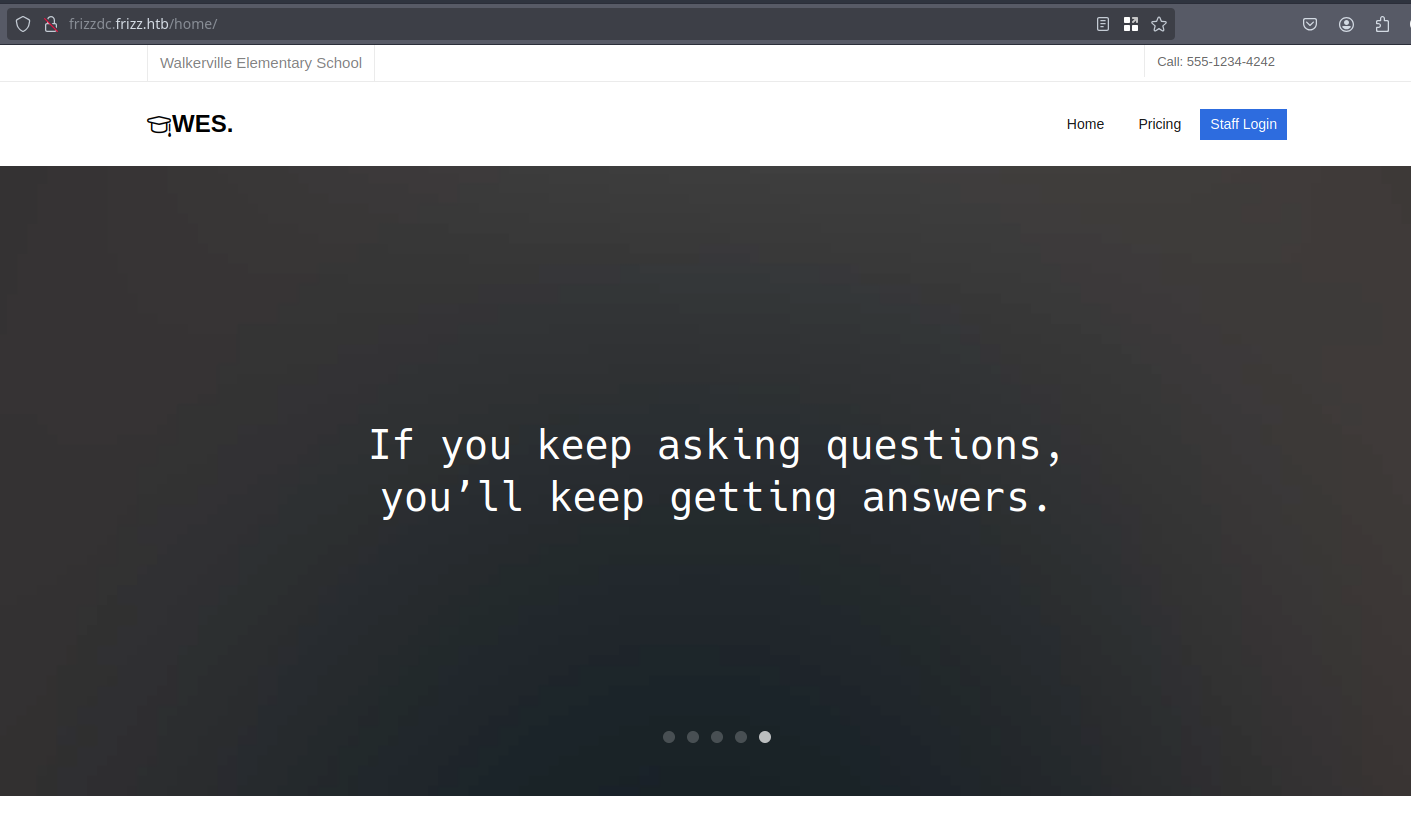 frizzdc.frizz.htb/home/
Walkerville Elementary School
Call: 555-1234-4242
WES.
Home
Pricing
Staff Login
If you keep asking questions,
you’ll keep getting answers.